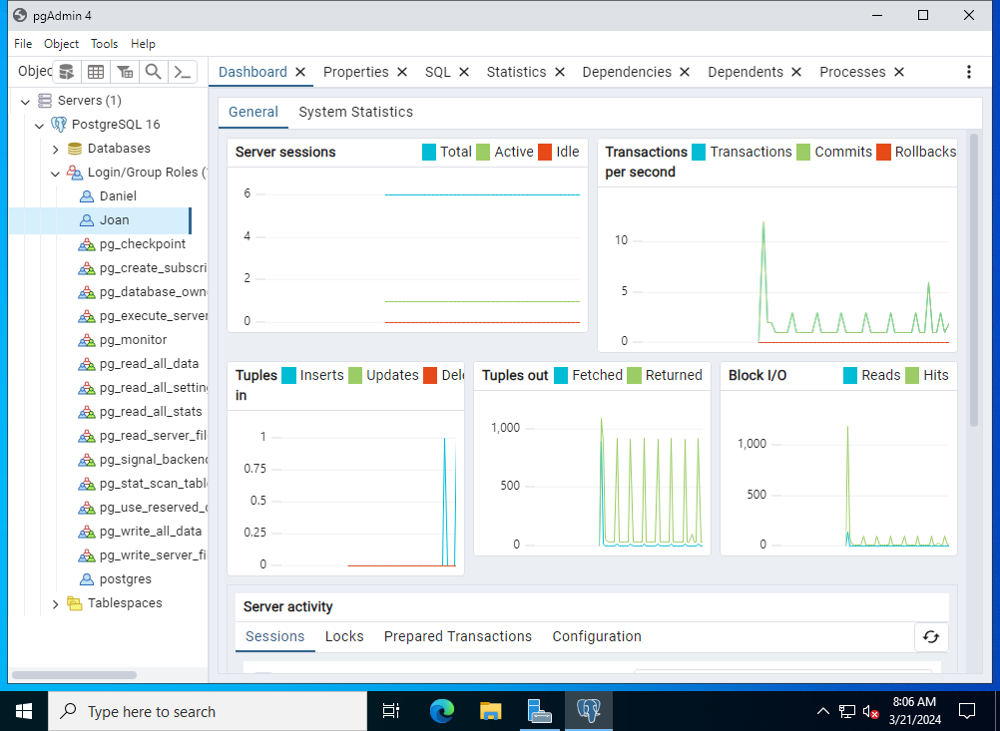 pgAdmin 4
File Object Tools Help
Objec
Dashboard Properties SQL Statistics Dependencies Dependents Processes
Servers (1)
PostgreSQL 16
Databases
Login/Group Roles (
Daniel
Joan
pg_checkpoint
pg_create_subscri
pg_database_own
pg_execute_server
pg_monitor
pg_read_all_data
pg_read_all_setting
pg_read_all_stats
pg_read_server_fil
pg_signal_backend
pg_stat_scan_tabl
pg_use_reserved_c
pg_write_all_data
pg_write_server_fi
postgres
Tablespaces
General System Statistics
Server sessions Total Active Idle
6
4
2
0
Transactions per second Transactions Commits Rollbacks
10
5
0
Tuples in Inserts Updates Del
1
0.75
0.5
0.25
0
Tuples out Fetched Returned
1,000
500
0
Block I/O Reads Hits
1,000
500
0
Server activity
Sessions Locks Prepared Transactions Configuration
Type here to search
8:06 AM
3/21/2024